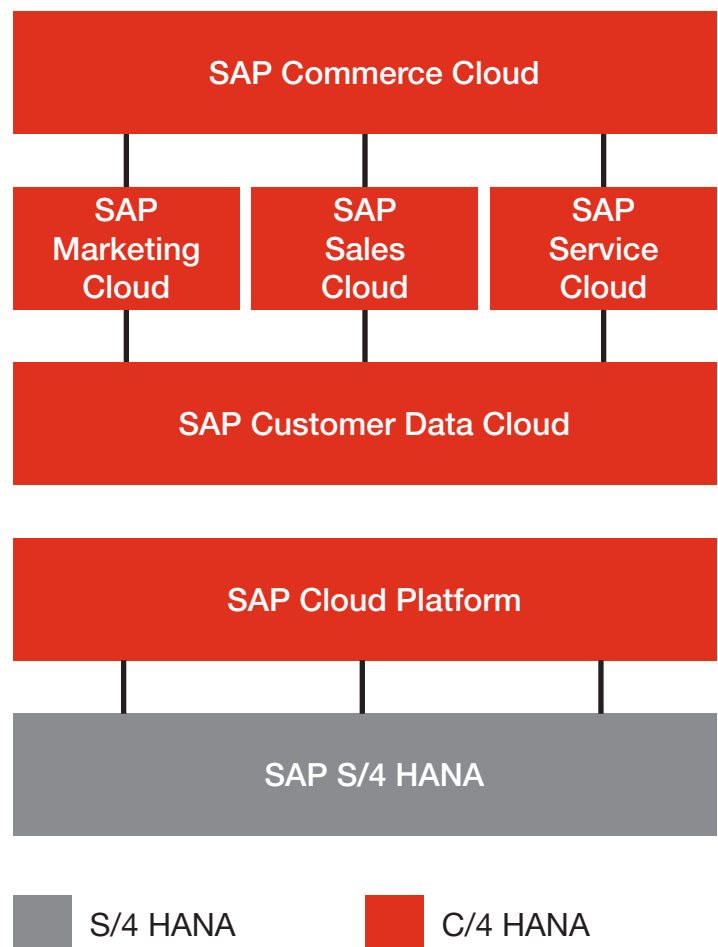 SAP Commerce Cloud
SAP
Marketing
Cloud
SAP
Sales
Cloud
SAP
Service
Cloud
SAP Customer Data Cloud
SAP Cloud Platform
SAP S/4 HANA
S/4 HANA
C/4 HANA